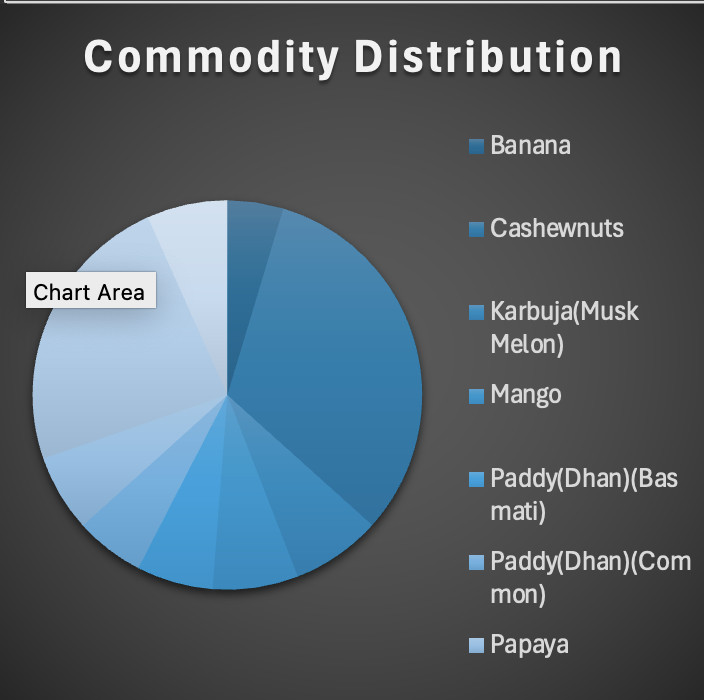 Commodity Distribution
Banana
Cashewnuts
Chart Area
Karbuja(Musk
Melon)
Mango
Paddy(Dhan)(Bas
mati)
Paddy(Dhan)(Com
mon)
Papaya